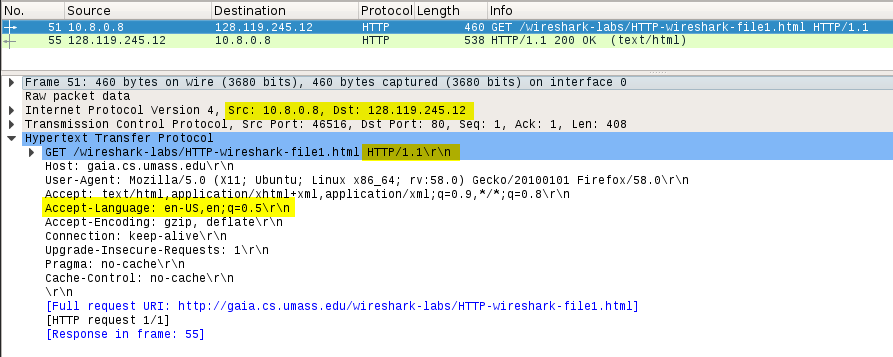 No. Source Destination Protocol Length Info
51 10.8.0.8 128.119.245.12 HTTP 460 GET /wireshark-labs/HTTP-wireshark-file1.html HTTP/1.1
55 128.119.245.12 10.8.0.8 HTTP 538 HTTP/1.1 200 OK (text/html)
Frame 51: 460 bytes on wire (3680 bits), 460 bytes captured (3680 bits) on interface 0
Raw packet data
Internet Protocol Version 4, Src: 10.8.0.8, Dst: 128.119.245.12
Transmission Control Protocol, Src Port: 46516, Dst Port: 80, Seq: 1, Ack: 1, Len: 408
Hypertext Transfer Protocol
GET /wireshark-labs/HTTP-wireshark-file1.html HTTP/1.1\r\n
Host: gaia.cs.umass.edu\r\n
User-Agent: Mozilla/5.0 (X11; Ubuntu; Linux x86_64; rv:58.0) Gecko/20100101 Firefox/58.0\r\n
Accept: text/html,application/xhtml+xml,application/xml;q=0.9,*/*;q=0.8\r\n
Accept-Language: en-US,en;q=0.5\r\n
Accept-Encoding: gzip, deflate\r\n
Connection: keep-alive\r\n
Upgrade-Insecure-Requests: 1\r\n
Pragma: no-cache\r\n
Cache-Control: no-cache\r\n
\r\n
[Full request URI: http://gaia.cs.umass.edu/wireshark-labs/HTTP-wireshark-file1.html]
[HTTP request 1/1]
[Response in frame: 55]